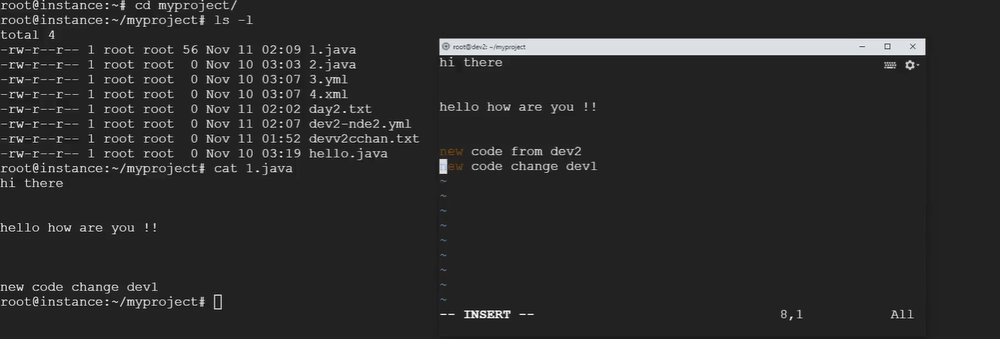 root@instance:~# cd myproject/
root@instance:~/myproject# ls -l
total 4
-rw-r--r-- 1 root root 56 Nov 11 02:09 1.java
-rw-r--r-- 1 root root  0 Nov 10 03:03 2.java
-rw-r--r-- 1 root root  0 Nov 10 03:07 3.yml
-rw-r--r-- 1 root root  0 Nov 10 03:07 4.xml
-rw-r--r-- 1 root root  0 Nov 11 02:02 day2.txt
-rw-r--r-- 1 root root  0 Nov 11 02:07 dev2-nde2.yml
-rw-r--r-- 1 root root  0 Nov 11 01:52 devv2cchan.txt
-rw-r--r-- 1 root root  0 Nov 10 03:19 hello.java
root@instance:~/myproject# cat 1.java
hi there
hello how are you !!
new code change dev1
root@instance:~/myproject#
root@dev2: ~/myproject
hi there
hello how are you !!
new code from dev2
new code change dev1
~
~
~
~
~
~
~
~
~
-- INSERT -- 8,1 All